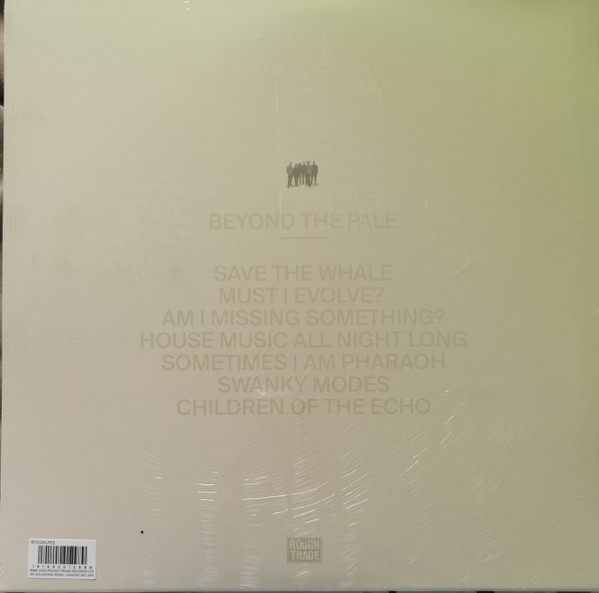 BEYOND THE PALE
SAVE THE WHALE
MUST I EVOLVE?
AM I MISSING SOMETHING?
HOUSE MUSIC ALL NIGHT LONG
SOMETIMES I AM PHARAOH
SWANKY MODES
CHILDREN OF THE ECHO
ROUGH
TRADE